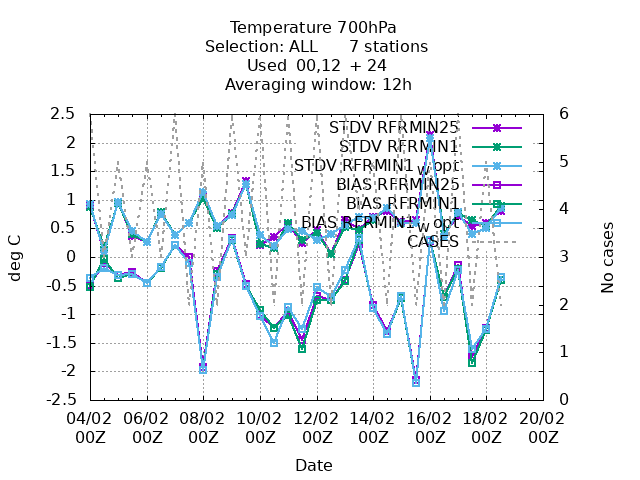 Temperature 700hPa
Selection: ALL 7 stations
Used 00,12 + 24
Averaging window: 12h
2.5
2
1.5
1
0.5
0
-0.5
-1
-1.5
-2
-2.5
deg C
STDV RFRMIN25
STDV RFRMIN1
STDV RFRMIN1_w opt
BIAS RFRMIN25
BIAS RFRMIN1
BIAS RFRMIN1_w opt
CASES
6
5
4
3
2
1
0
No cases
04/02 06/02 08/02 10/02 12/02 14/02 16/02 18/02 20/02
00Z 00Z 00Z 00Z 00Z 00Z 00Z 00Z 00Z
Date